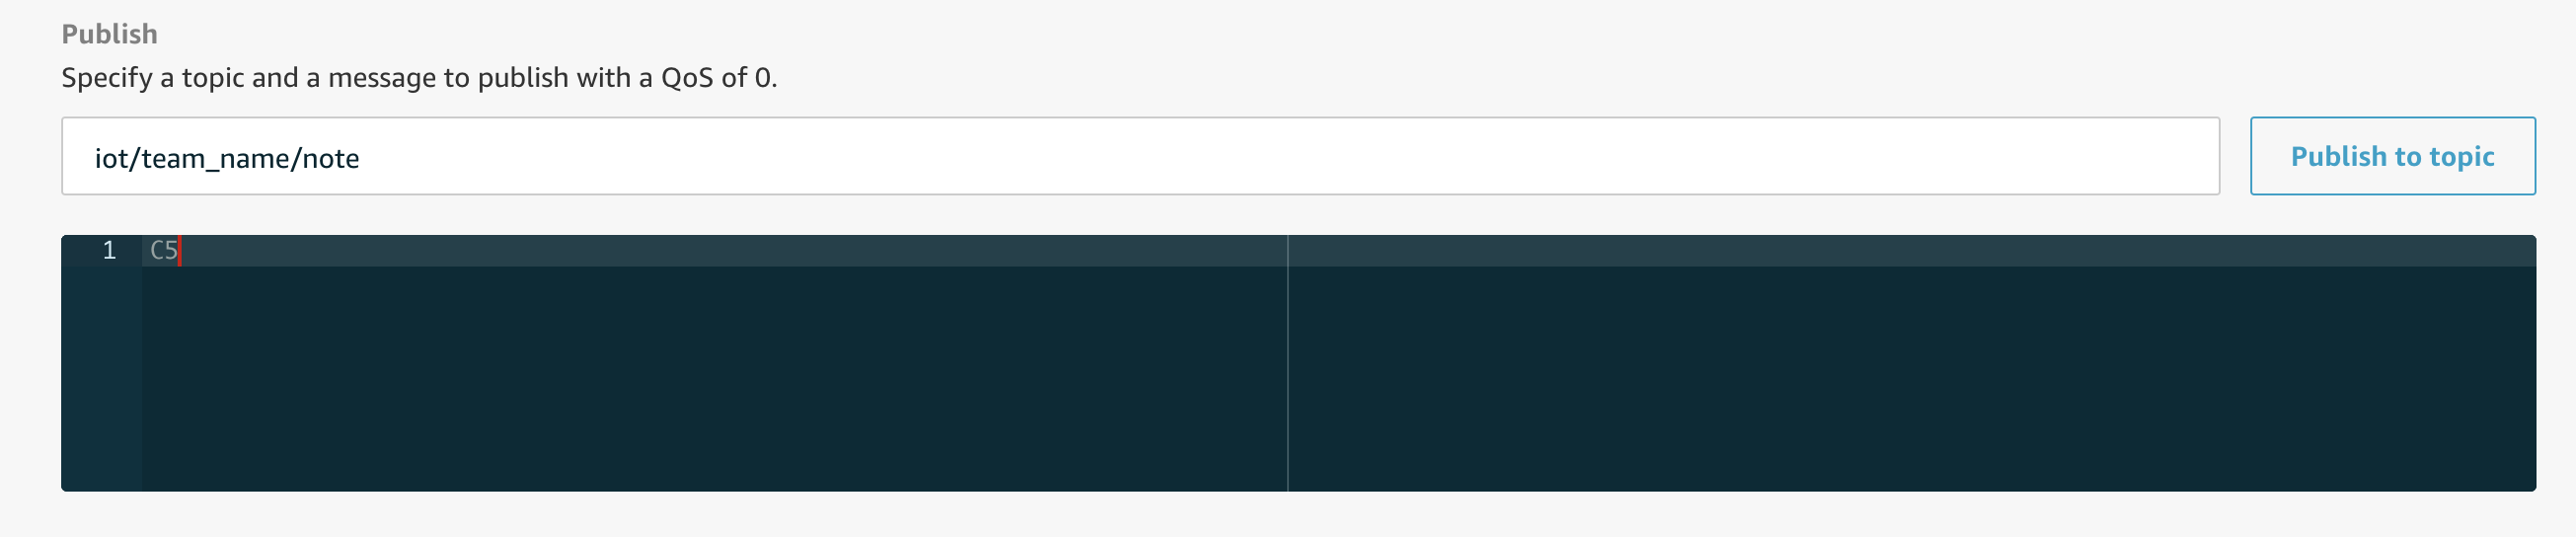 Publish
Specify a topic and a message to publish with a QoS of 0.
iot/team_name/note
Publish to topic
1 C5